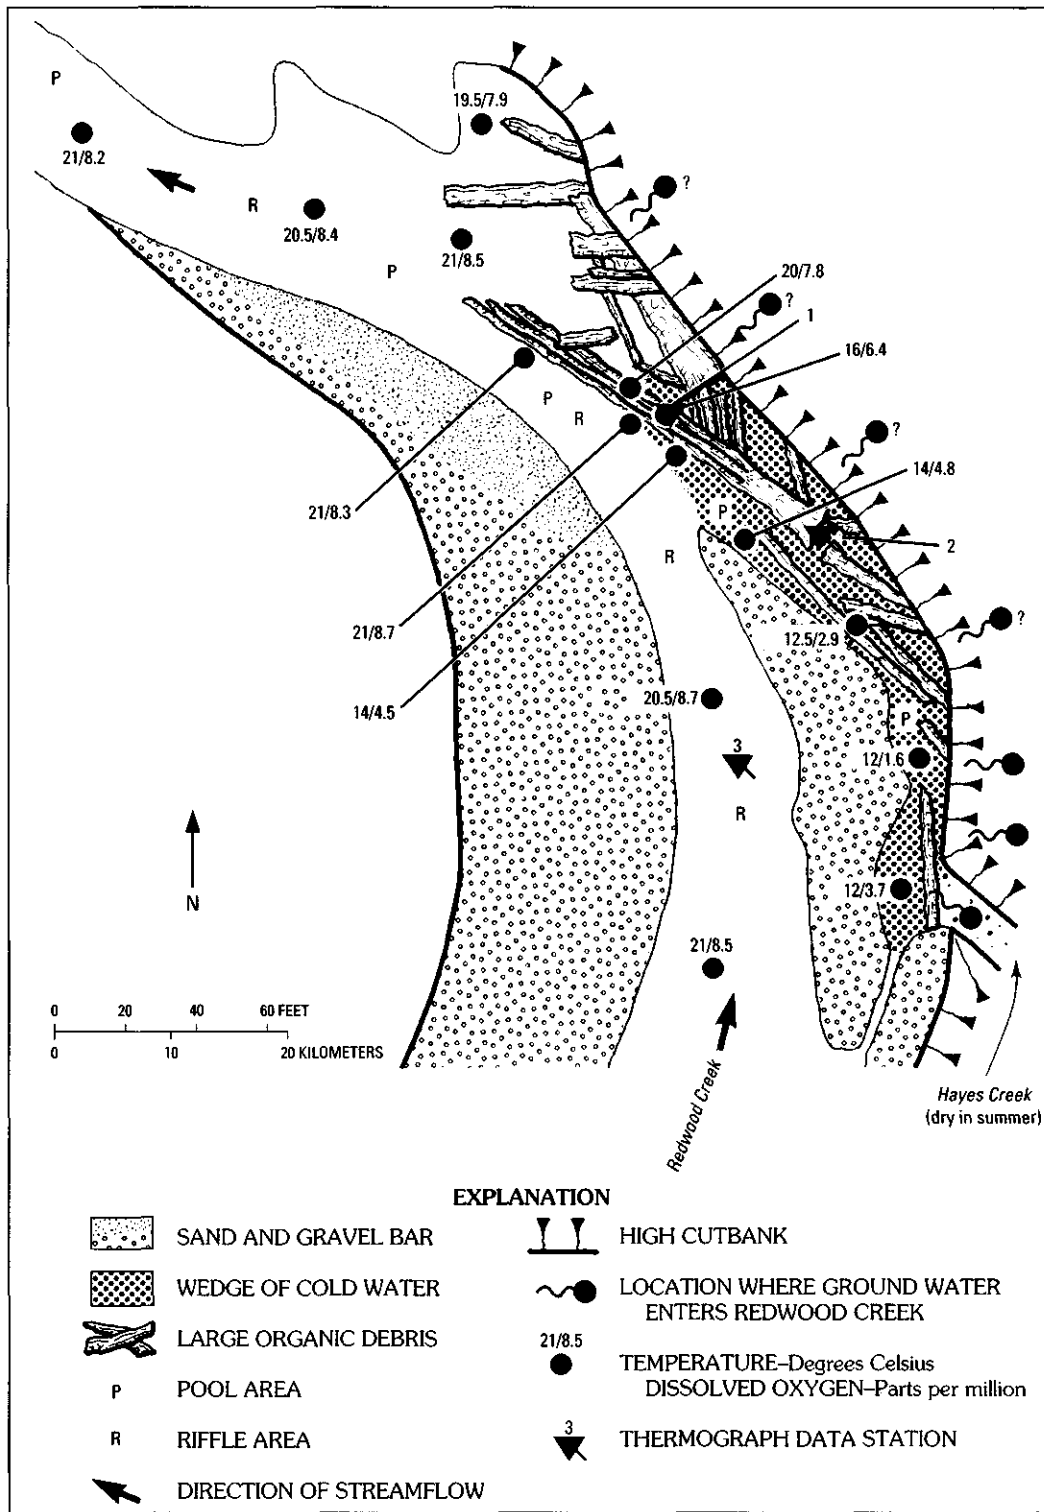 P
19.5/7.9
21/8.2
?
R
20.5/8.4
21/8.5
P
20/7.8
?
1
16/6.4
P
R
?
14/4.8
21/8.3
P
2
R
21/8.7
12.5/2.9
?
14/4.5
20.5/8.7
P
3
12/1.6
R
N
12/3.7
?
21/8.5
0 20 40 60 FEET
0 10 20 KILOMETERS
Redwood Creek
Hayes Creek
(dry in summer)
EXPLANATION
SAND AND GRAVEL BAR
HIGH CUTBANK
WEDGE OF COLD WATER
LOCATION WHERE GROUND WATER
ENTERS REDWOOD CREEK
LARGE ORGANIC DEBRIS
21/8.5
TEMPERATURE–Degrees Celsius
DISSOLVED OXYGEN–Parts per million
P
POOL AREA
R
RIFFLE AREA
3
THERMOGRAPH DATA STATION
DIRECTION OF STREAMFLOW